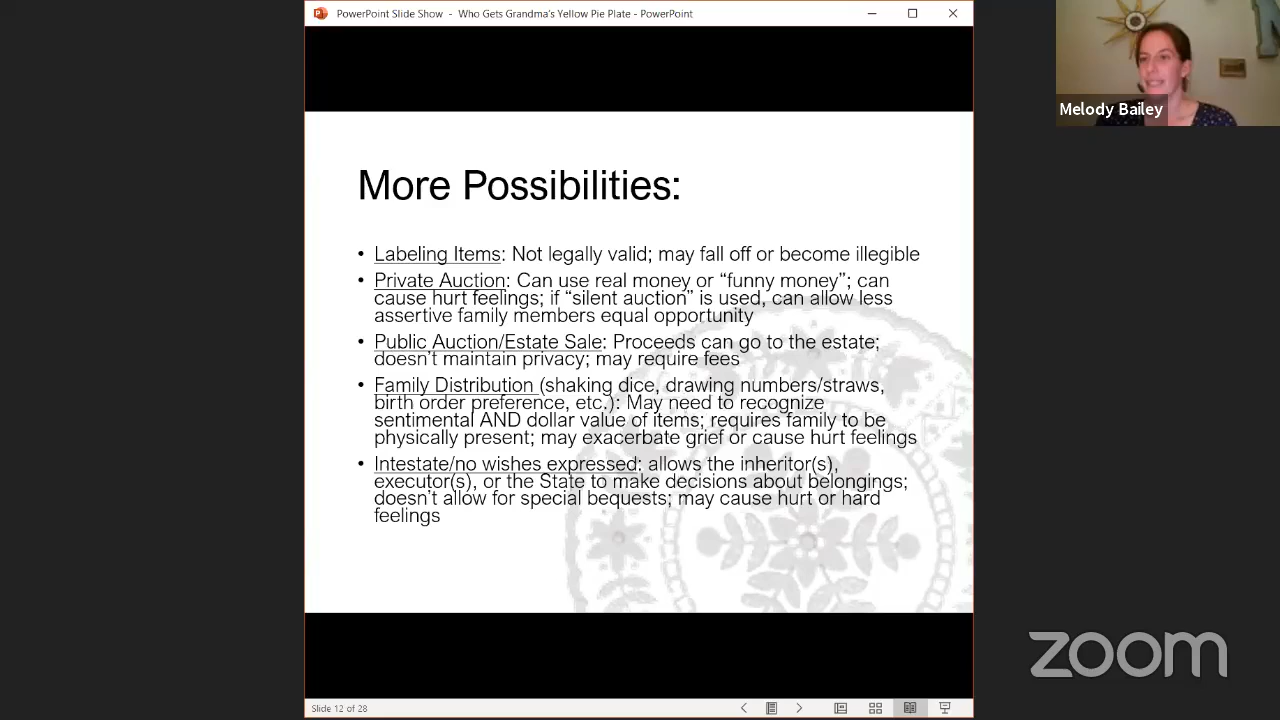 PowerPoint Slide Show - Who Gets Grandma's Yellow Pie Plate - PowerPoint
Melody Bailey
More Possibilities:
• Labeling Items: Not legally valid; may fall off or become illegible
• Private Auction: Can use real money or “funny money”; can
cause hurt feelings; if “silent auction” is used, can allow less
assertive family members equal opportunity
• Public Auction/Estate Sale: Proceeds can go to the estate;
doesn’t maintain privacy; may require fees
• Family Distribution (shaking dice, drawing numbers/straws,
birth order preference, etc.): May need to recognize
sentimental AND dollar value of items; requires family to be
physically present; may exacerbate grief or cause hurt feelings
• Intestate/no wishes expressed: allows the inheritor(s),
executor(s), or the State to make decisions about belongings;
doesn’t allow for special bequests; may cause hurt or hard
feelings
zoom
Slide 12 of 28